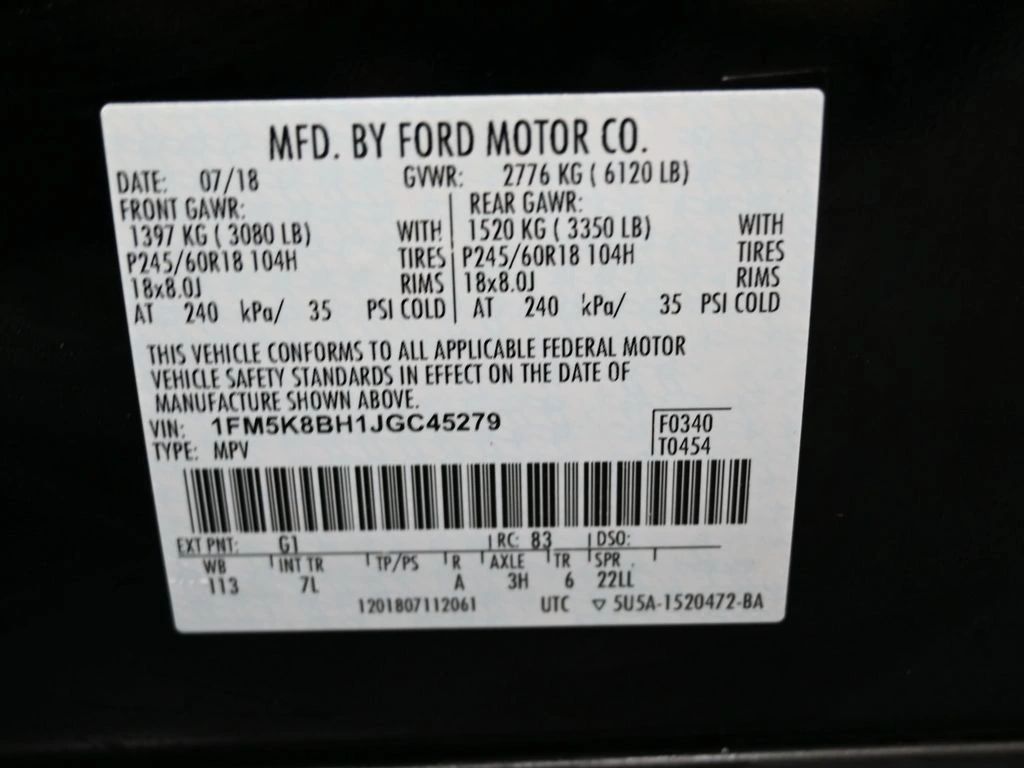 MFD. BY FORD MOTOR CO.
DATE: 07/18 GVWR: 2776 KG ( 6120 LB)
FRONT GAWR: REAR GAWR:
1397 KG ( 3080 LB) WITH 1520 KG ( 3350 LB) WITH
P245/60R18 104H TIRES P245/60R18 104H TIRES
18x8.0J RIMS 18x8.0J RIMS
AT 240 kPa/ 35 PSI COLD AT 240 kPa/ 35 PSI COLD
THIS VEHICLE CONFORMS TO ALL APPLICABLE FEDERAL MOTOR
VEHICLE SAFETY STANDARDS IN EFFECT ON THE DATE OF
MANUFACTURE SHOWN ABOVE.
VIN: 1FM5K8BH1JGC45279 F0340
TYPE: MPV T0454
EXT PNT: G1 RC: 83 DSO:
WB INT TR TP/PS R AXLE TR SPR
113 7L A 3H 6 22LL
1201807112061 UTC ▽ 5U5A-1520472-BA